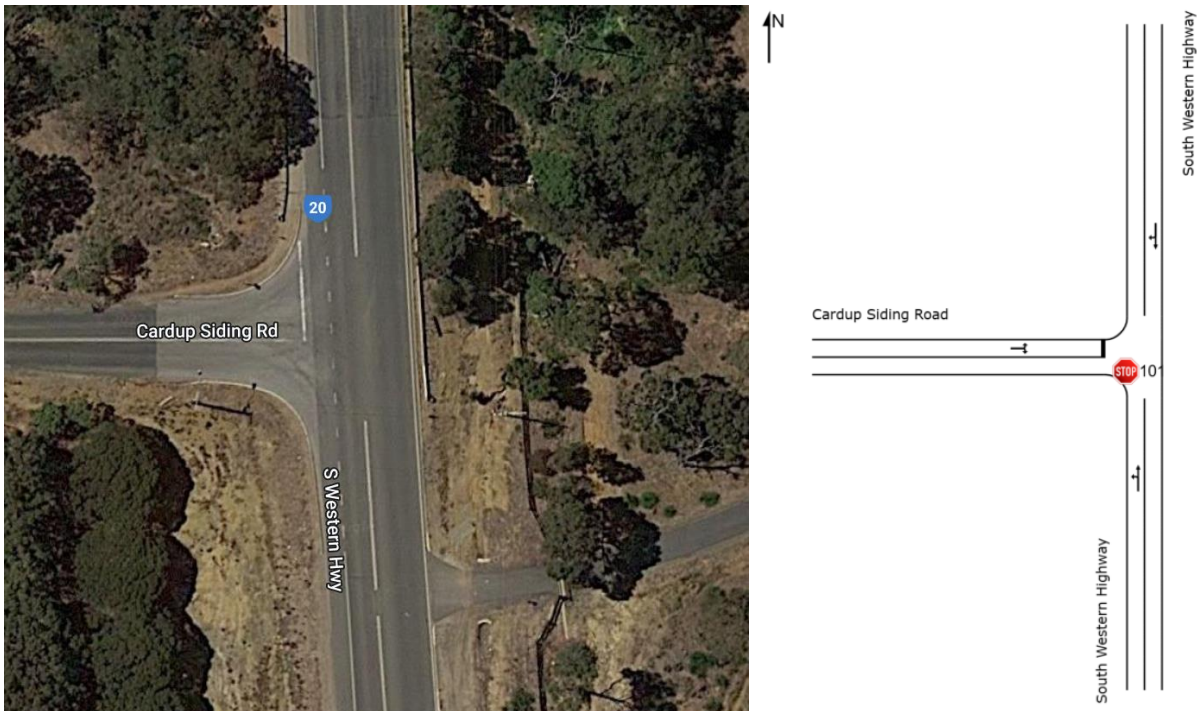 20
Cardup Siding Rd
S Western Hwy
N
South Western Highway
Cardup Siding Road
STOP
101
South Western Highway